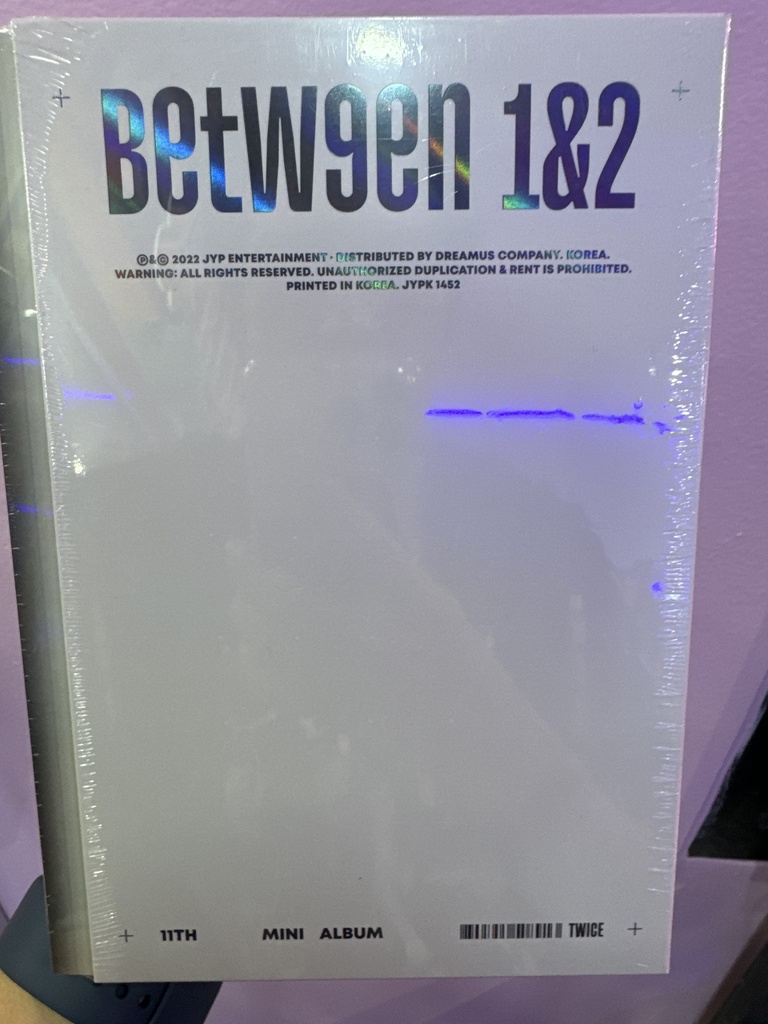 Betw9en 1&2
Ⓟ&© 2022 JYP ENTERTAINMENT · DISTRIBUTED BY DREAMUS COMPANY. KOREA.
WARNING: ALL RIGHTS RESERVED. UNAUTHORIZED DUPLICATION & RENT IS PROHIBITED.
PRINTED IN KOREA. JYPK 1452
11TH MINI ALBUM TWICE